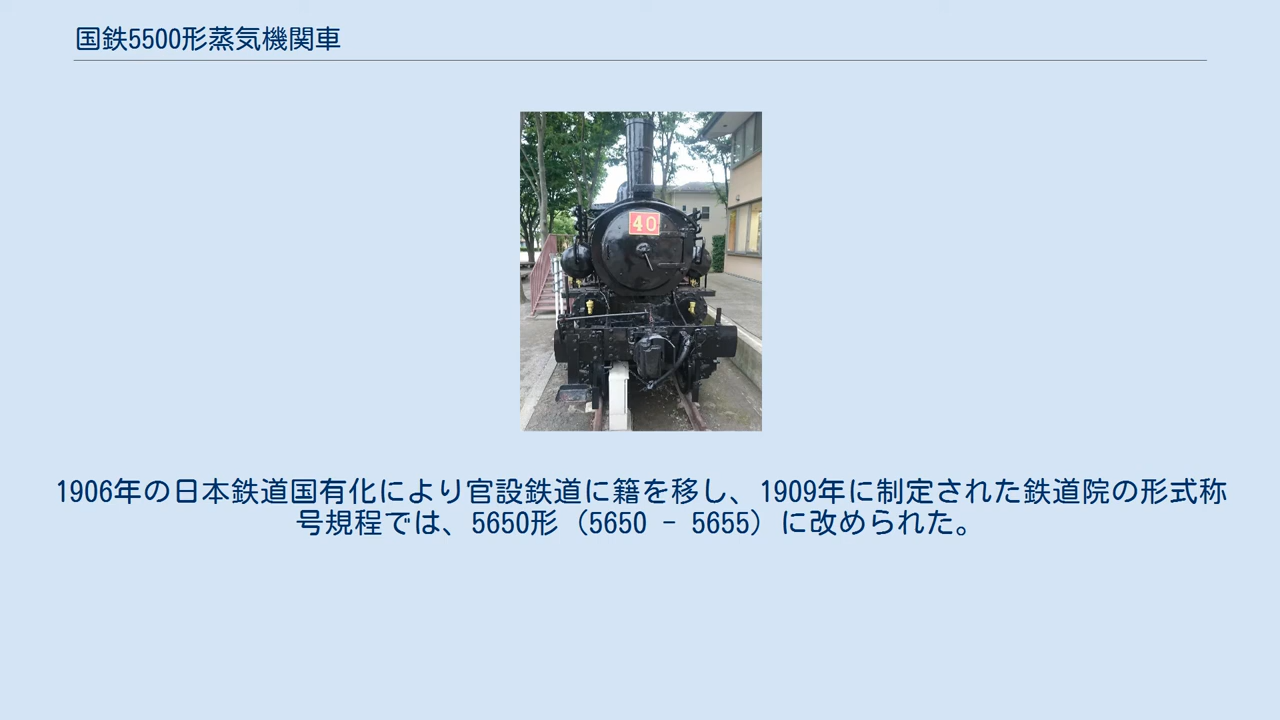 国鉄5500形蒸気機関車
40
1906年の日本鉄道国有化により官設鉄道に籍を移し、1909年に制定された鉄道院の形式称
号規程では、5650形（5650 - 5655）に改められた。